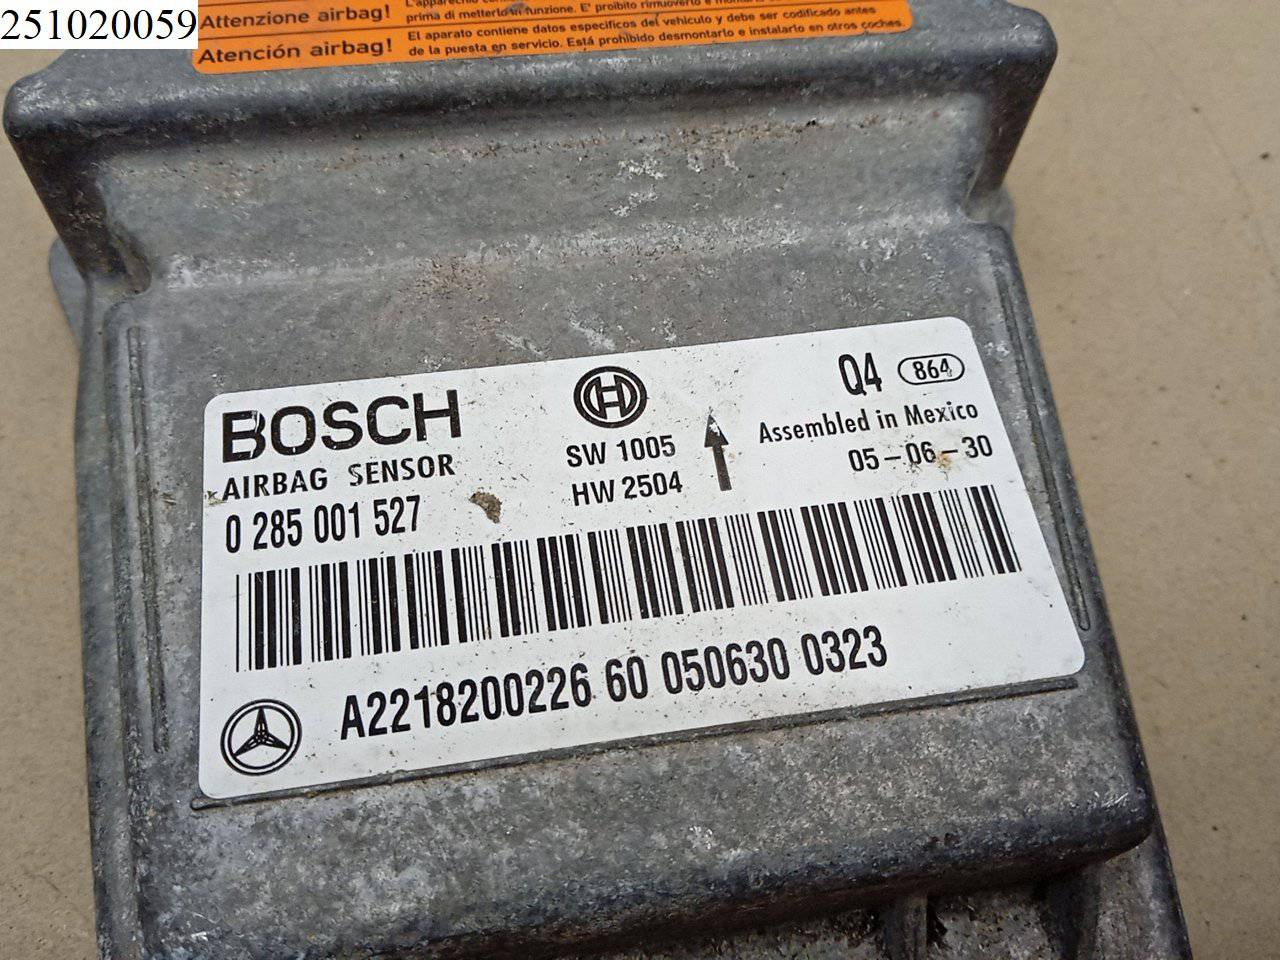 251020059
Attenzione airbag!
prima di metterlo in funzione. E' proibito rimuoverlo
Atención airbag!
El aparato contiene datos específicos del vehículo y debe ser codificado antes
de la puesta en servicio. Está prohibido desmontarlo e instalarlo en otros coches.
BOSCH
AIRBAG SENSOR
0 285 001 527
H
SW 1005
HW 2504
Q4 864
Assembled in Mexico
05-06-30
A2218200226 60 050630 0323